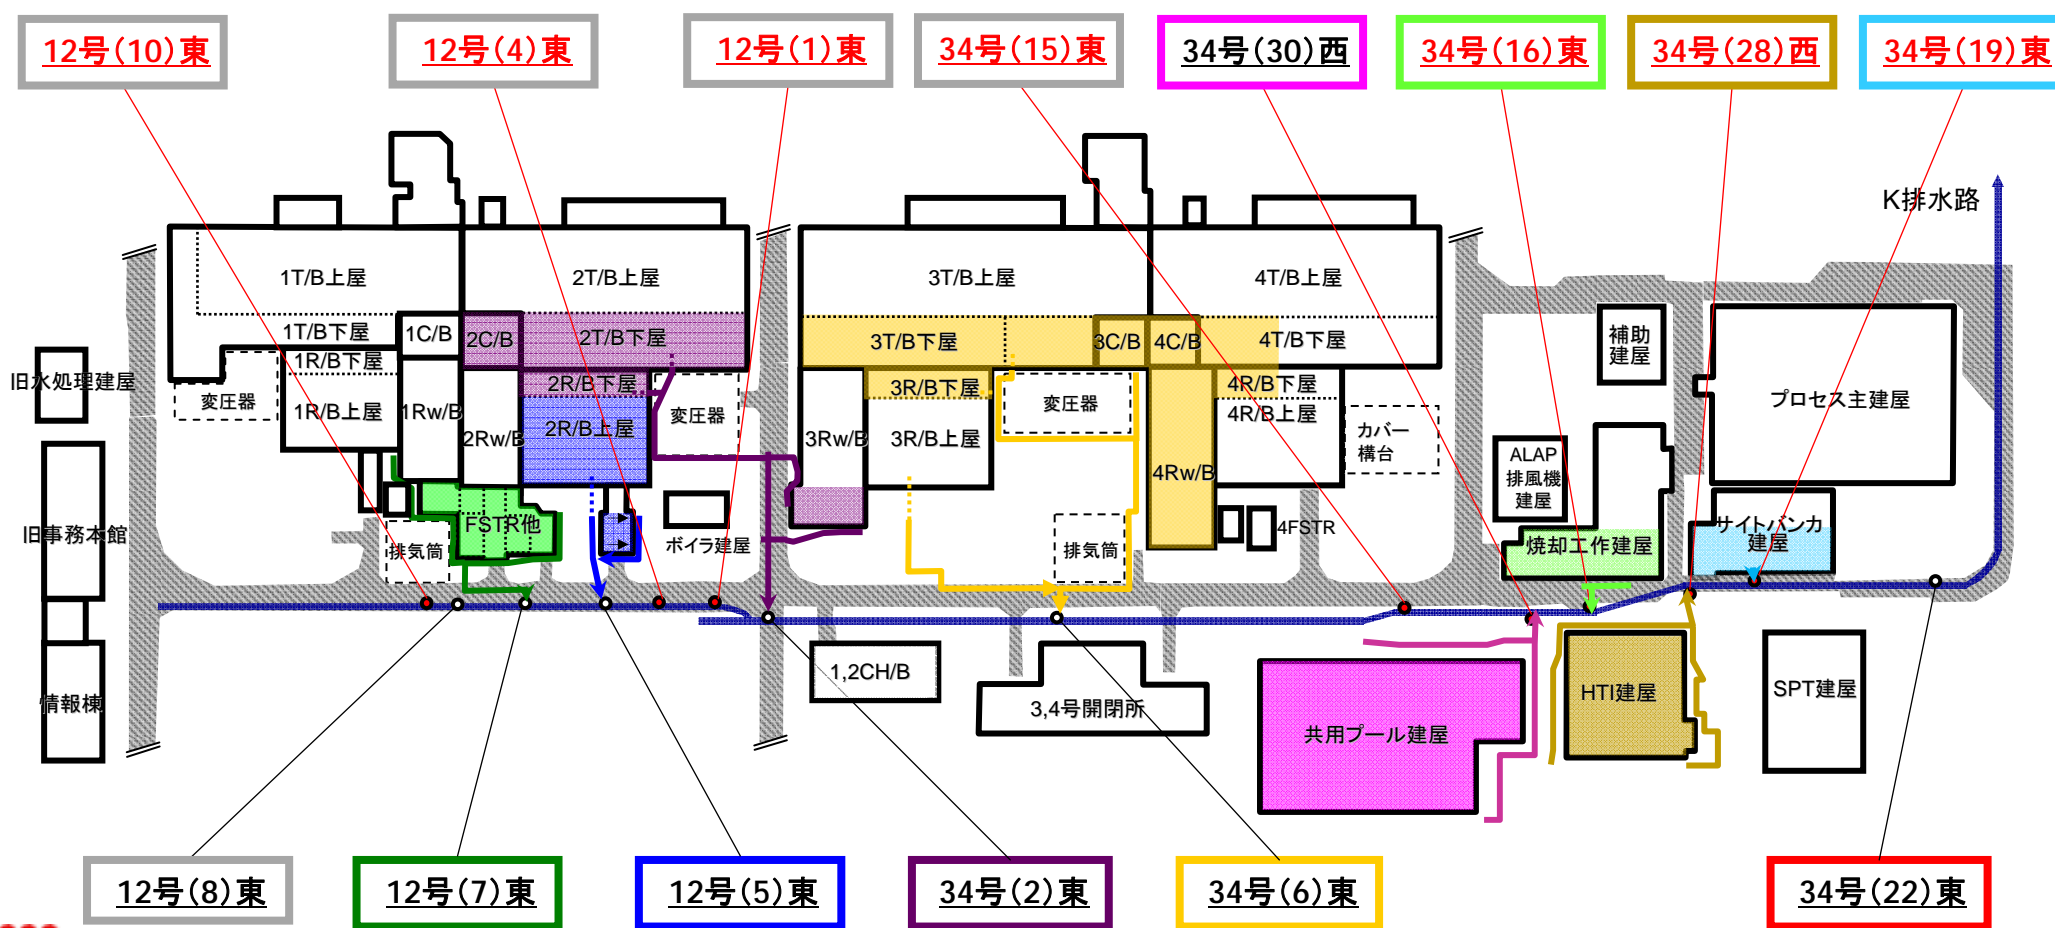 12号(10)東
12号(4)東
12号(1)東
34号(15)東
34号(30)西
34号(16)東
34号(28)西
34号(19)東
K排水路
1T/B上屋
2T/B上屋
3T/B上屋
4T/B上屋
1T/B下屋
1C/B
2C/B
2T/B下屋
3T/B下屋
3C/B
4C/B
4T/B下屋
補助
建屋
旧水処理建屋
変圧器
1R/B下屋
1R/B上屋
1Rw/B
2Rw/B
2R/B下屋
2R/B上屋
変圧器
3Rw/B
3R/B下屋
3R/B上屋
変圧器
4Rw/B
4R/B下屋
4R/B上屋
カバー
構台
プロセス主建屋
ALAP
排風機
建屋
旧事務本館
排気筒
FSTR他
ボイラ建屋
排気筒
4FSTR
焼却工作建屋
サイトバンカ
建屋
情報棟
1,2CH/B
3,4号開閉所
共用プール建屋
HTI建屋
SPT建屋
12号(8)東
12号(7)東
12号(5)東
34号(2)東
34号(6)東
34号(22)東